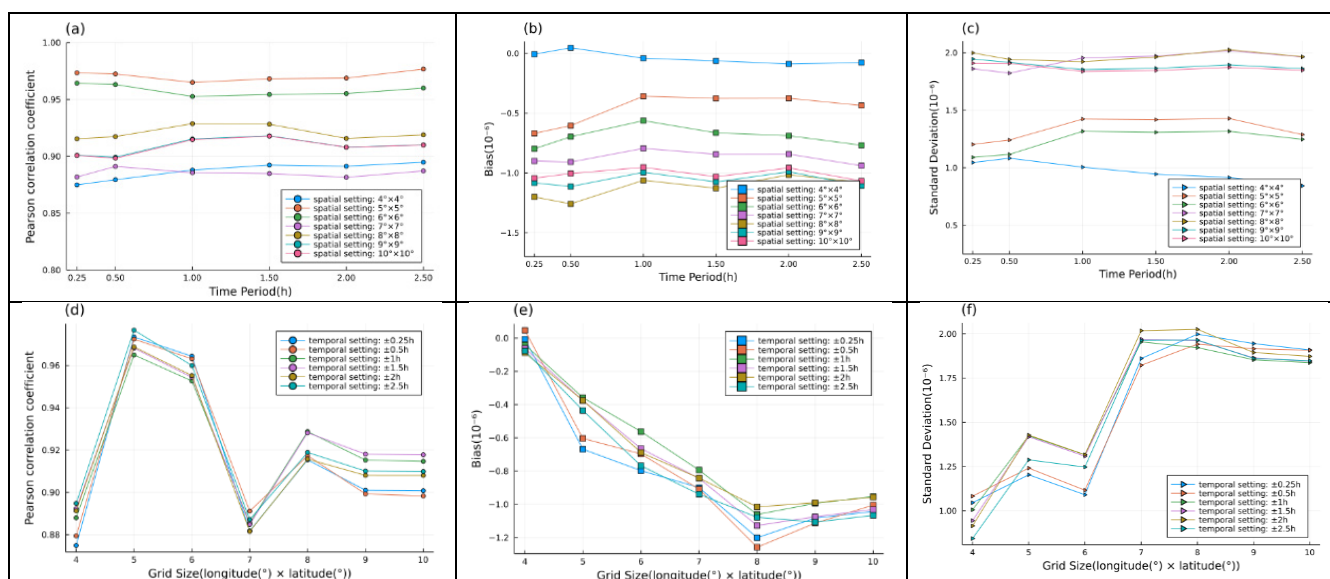 (a)
Pearson correlation coefficient
1.00
0.95
0.90
0.85
0.80
spatial setting: 4°×4°
spatial setting: 5°×5°
spatial setting: 6°×6°
spatial setting: 7°×7°
spatial setting: 8°×8°
spatial setting: 9°×9°
spatial setting: 10°×10°
0.25 0.50 1.00 1.50 2.00 2.50
Time Period(h)
(b)
Bias(10⁻⁶)
0.0
−0.5
−1.0
−1.5
spatial setting: 4°×4°
spatial setting: 5°×5°
spatial setting: 6°×6°
spatial setting: 7°×7°
spatial setting: 8°×8°
spatial setting: 9°×9°
spatial setting: 10°×10°
0.25 0.50 1.00 1.50 2.00 2.50
Time Period(h)
(c)
Standard Deviation(10⁻⁶)
2.0
1.5
1.0
0.5
spatial setting: 4°×4°
spatial setting: 5°×5°
spatial setting: 6°×6°
spatial setting: 7°×7°
spatial setting: 8°×8°
spatial setting: 9°×9°
spatial setting: 10°×10°
0.25 0.50 1.00 1.50 2.00 2.50
Time Period(h)
(d)
Pearson correlation coefficient
0.96
0.94
0.92
0.90
0.88
temporal setting: ±0.25h
temporal setting: ±0.5h
temporal setting: ±1h
temporal setting: ±1.5h
temporal setting: ±2h
temporal setting: ±2.5h
4 5 6 7 8 9 10
Grid Size(longitude(°) × latitude(°))
(e)
Bias(10⁻⁶)
0.0
−0.2
−0.4
−0.6
−0.8
−1.0
−1.2
temporal setting: ±0.25h
temporal setting: ±0.5h
temporal setting: ±1h
temporal setting: ±1.5h
temporal setting: ±2h
temporal setting: ±2.5h
4 5 6 7 8 9 10
Grid Size(longitude(°) × latitude(°))
(f)
Standard Deviation(10⁻⁶)
2.00
1.75
1.50
1.25
1.00
temporal setting: ±0.25h
temporal setting: ±0.5h
temporal setting: ±1h
temporal setting: ±1.5h
temporal setting: ±2h
temporal setting: ±2.5h
4 5 6 7 8 9 10
Grid Size(longitude(°) × latitude(°))